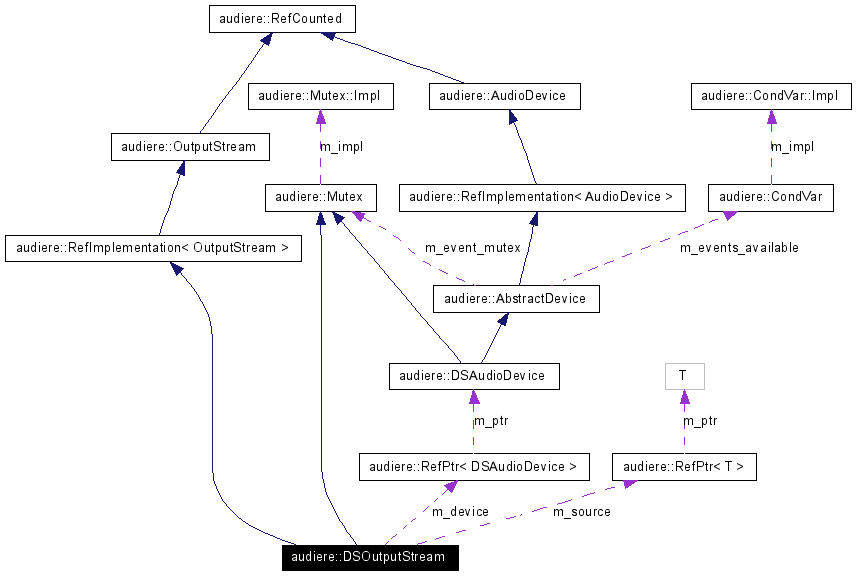 audiere::RefCounted
audiere::Mutex::Impl
audiere::AudioDevice
audiere::CondVar::Impl
audiere::OutputStream
m_impl
m_impl
audiere::Mutex
audiere::RefImplementation< AudioDevice >
audiere::CondVar
audiere::RefImplementation< OutputStream >
m_event_mutex
m_events_available
audiere::AbstractDevice
audiere::DSAudioDevice
T
m_ptr
m_ptr
audiere::RefPtr< DSAudioDevice >
audiere::RefPtr< T >
m_device
m_source
audiere::DSOutputStream